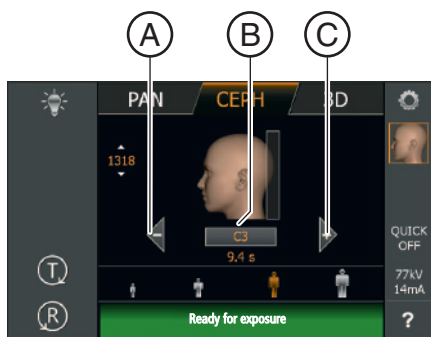 A B C
PAN CEPH 3D
1318
C3
9.4 s
QUICK
OFF
77kV
14mA
T
R
Ready for exposure
?